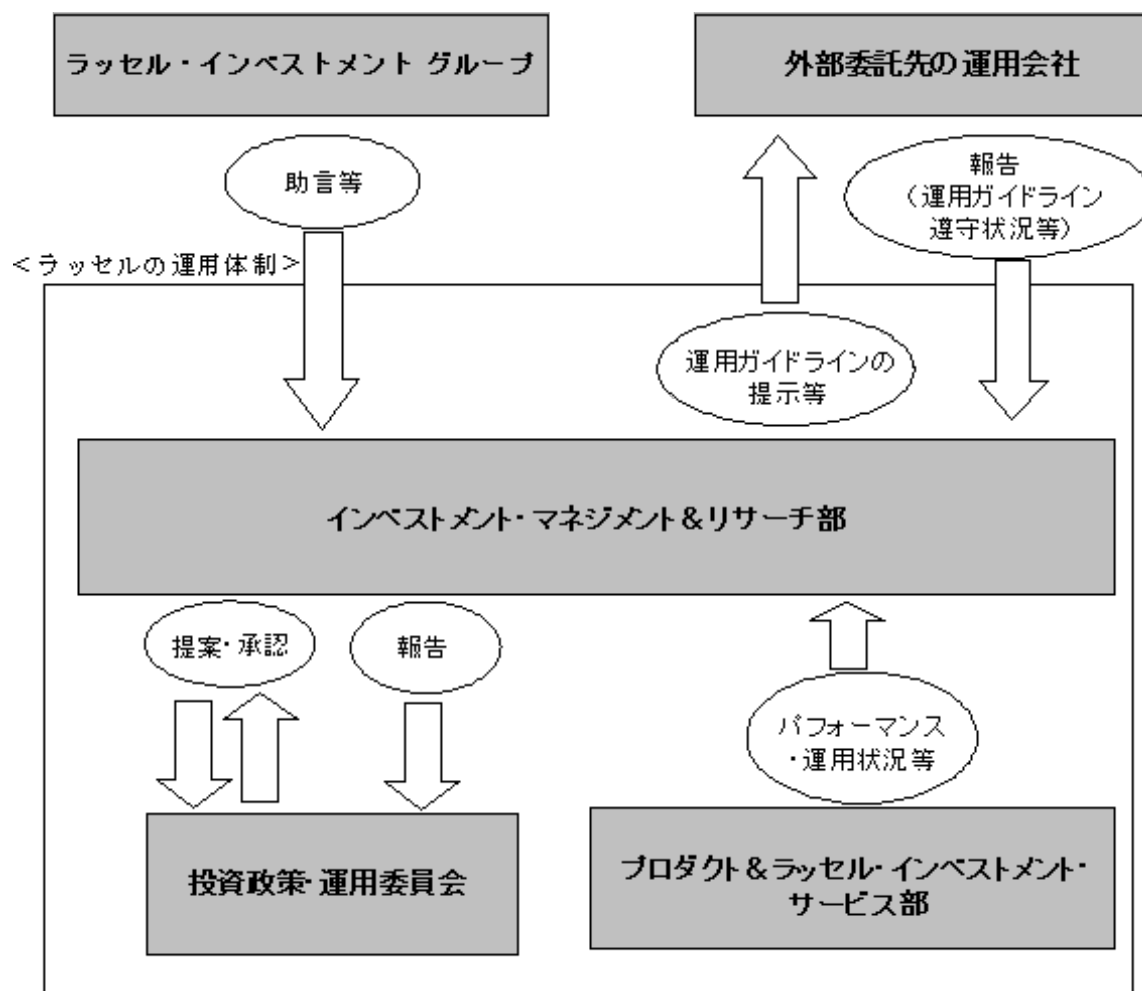 ラッセル・インベストメント グループ
外部委託先の運用会社
助言等
報告
（運用ガイドライン
遵守状況等）
＜ラッセルの運用体制＞
運用ガイドラインの
提示等
インベストメント・マネジメント＆リサーチ部
提案・承認
報告
パフォーマンス
・運用状況等
投資政策・運用委員会
プロダクト＆ラッセル・インベストメント・
サービス部